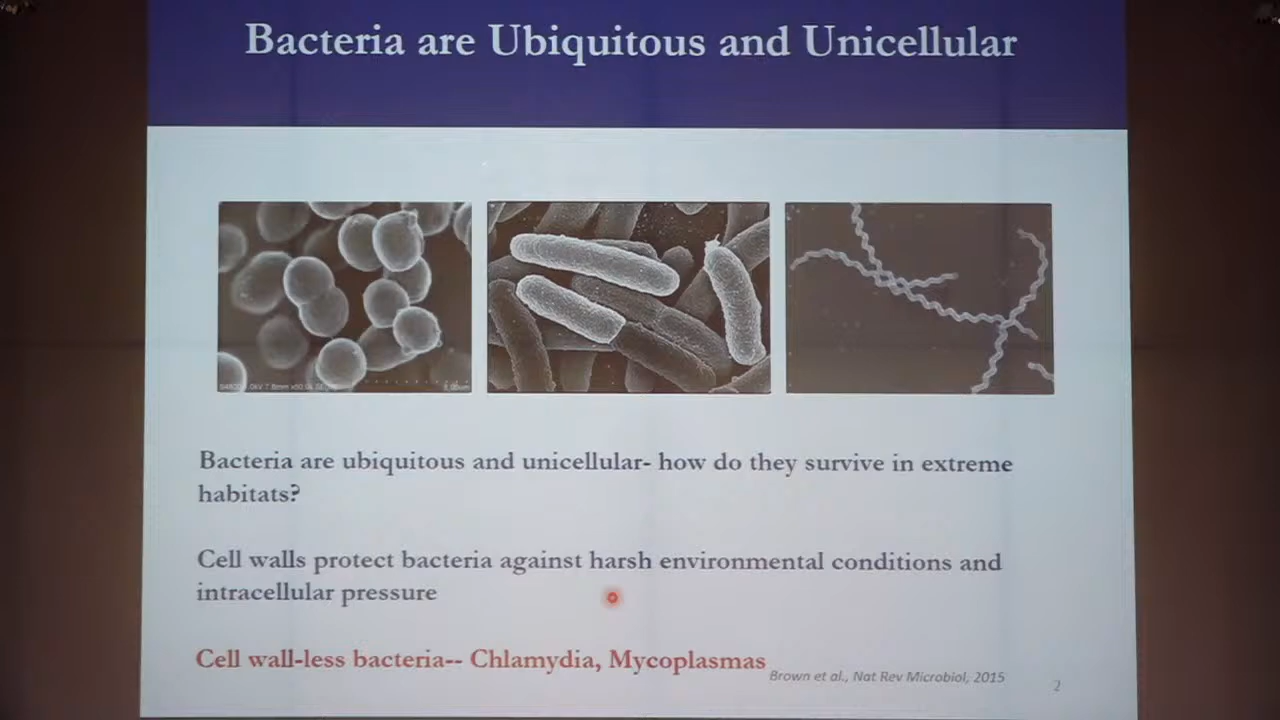 Bacteria are Ubiquitous and Unicellular
Bacteria are ubiquitous and unicellular- how do they survive in extreme
habitats?
Cell walls protect bacteria against harsh environmental conditions and
intracellular pressure
Cell wall-less bacteria-- Chlamydia, Mycoplasmas
Brown et al., Nat Rev Microbiol, 2015
2